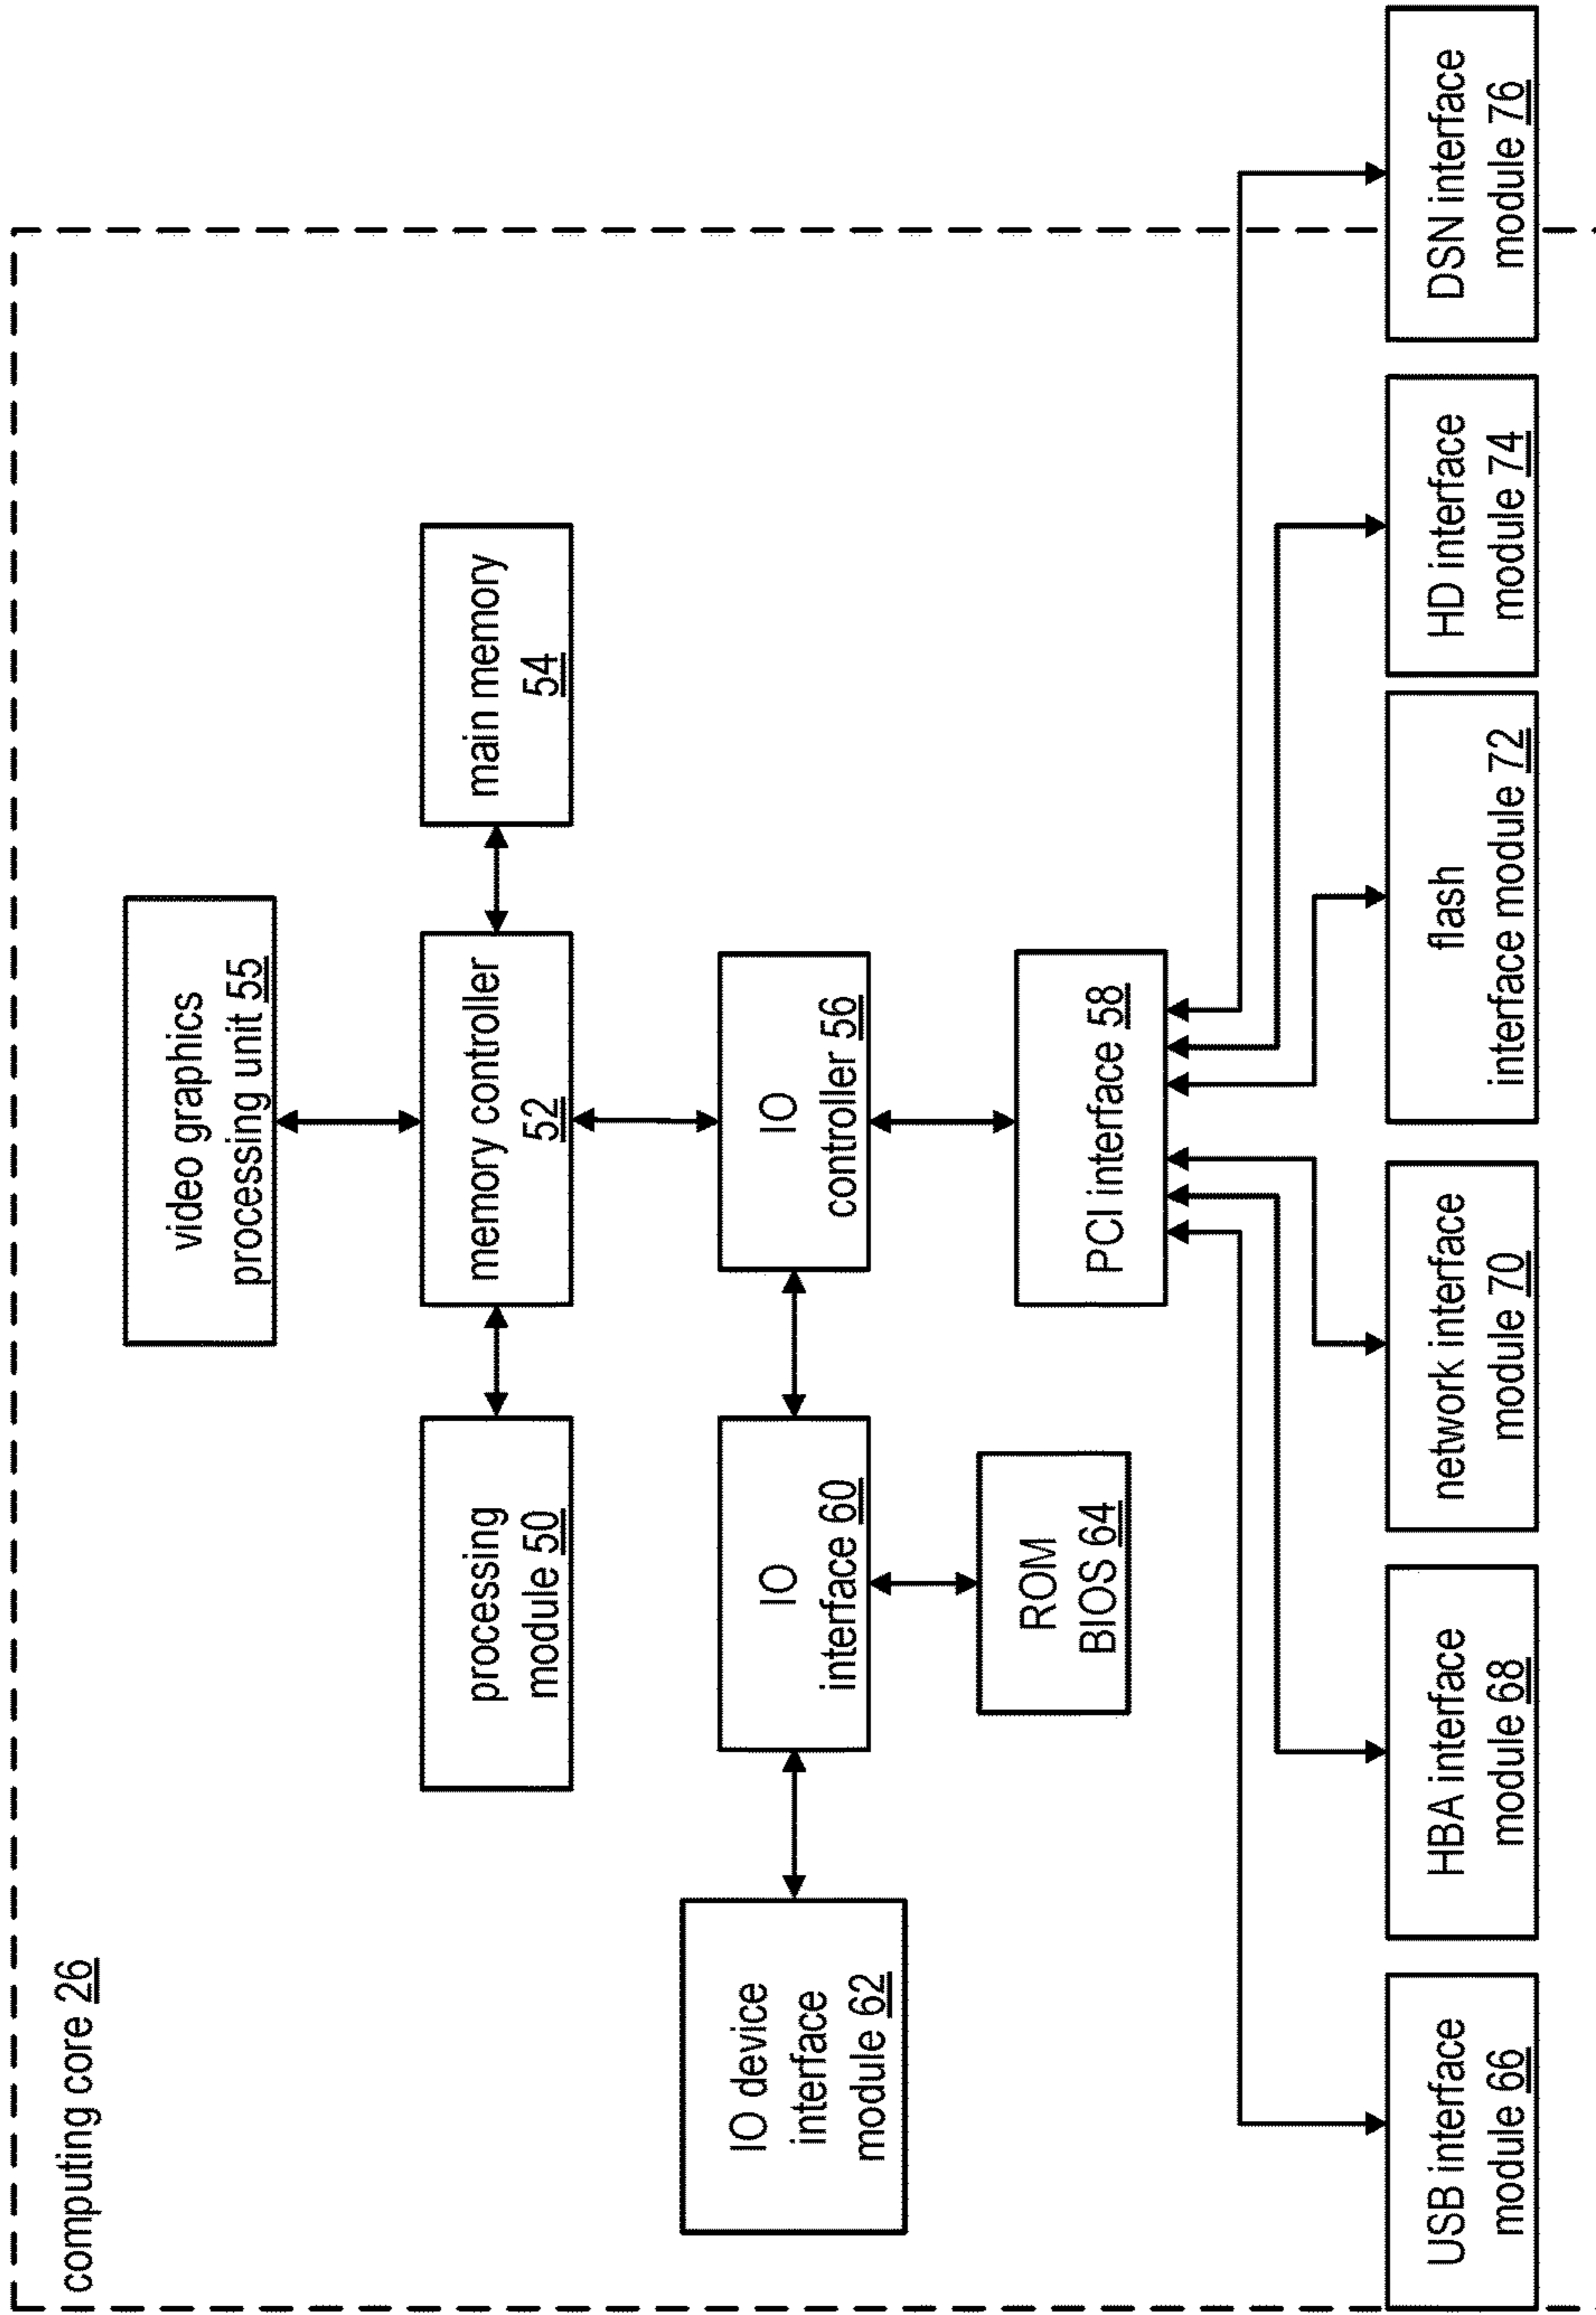 computing core 26
video graphics
processing unit 55
processing
module 50
memory controller
52
main memory
54
IO device
interface
module 62
IO
interface 60
IO
controller 56
ROM
BIOS 64
PCI interface 58
USB interface
module 66
HBA interface
module 68
network interface
module 70
flash
interface module 72
HD interface
module 74
DSN interface
module 76